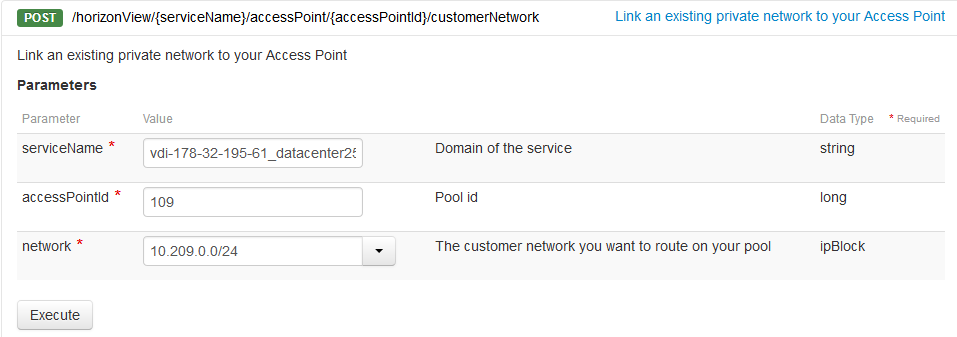 POST /horizonView/{serviceName}/accessPoint/{accessPointId}/customerNetwork Link an existing private network to your Access Point
Link an existing private network to your Access Point
Parameters
Parameter Value Data Type * Required
serviceName * vdi-178-32-195-61_datacenter25 Domain of the service string
accessPointId * 109 Pool id long
network * 10.209.0.0/24 The customer network you want to route on your pool ipBlock
Execute